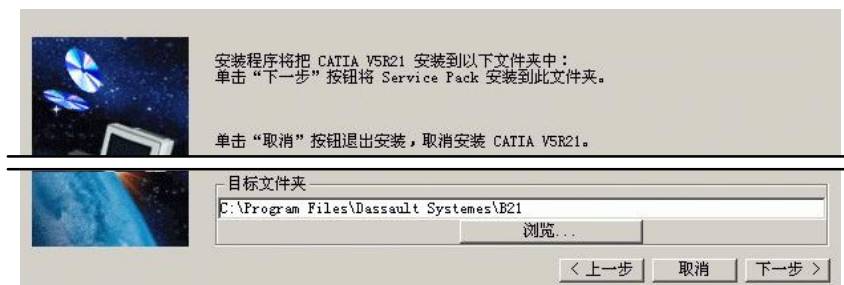 安装程序将把 CATIA V5R21 安装到以下文件夹中：
单击“下一步”按钮将 Service Pack 安装到此文件夹。
单击“取消”按钮退出安装，取消安装 CATIA V5R21。
目标文件夹
C:\Program Files\Dassault Systemes\B21
浏览...
< 上一步 取消 下一步 >